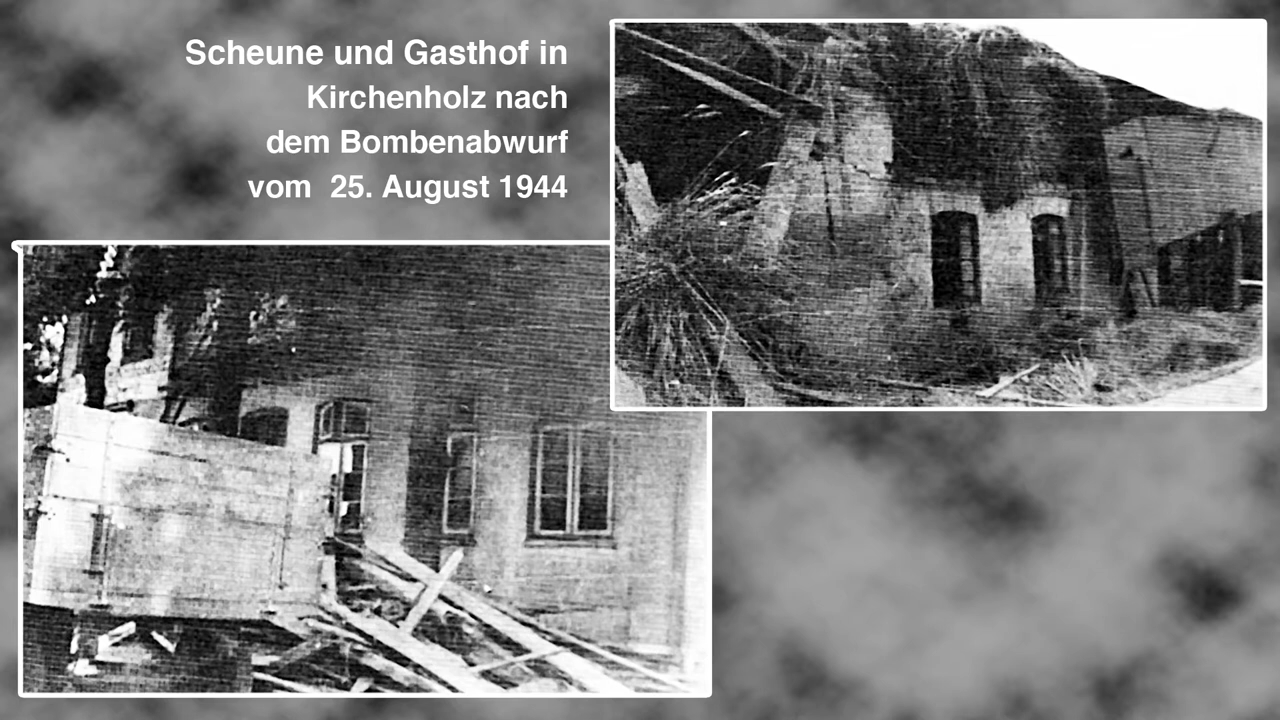 Scheune und Gasthof in
Kirchenholz nach
dem Bombenabwurf
vom  25. August 1944